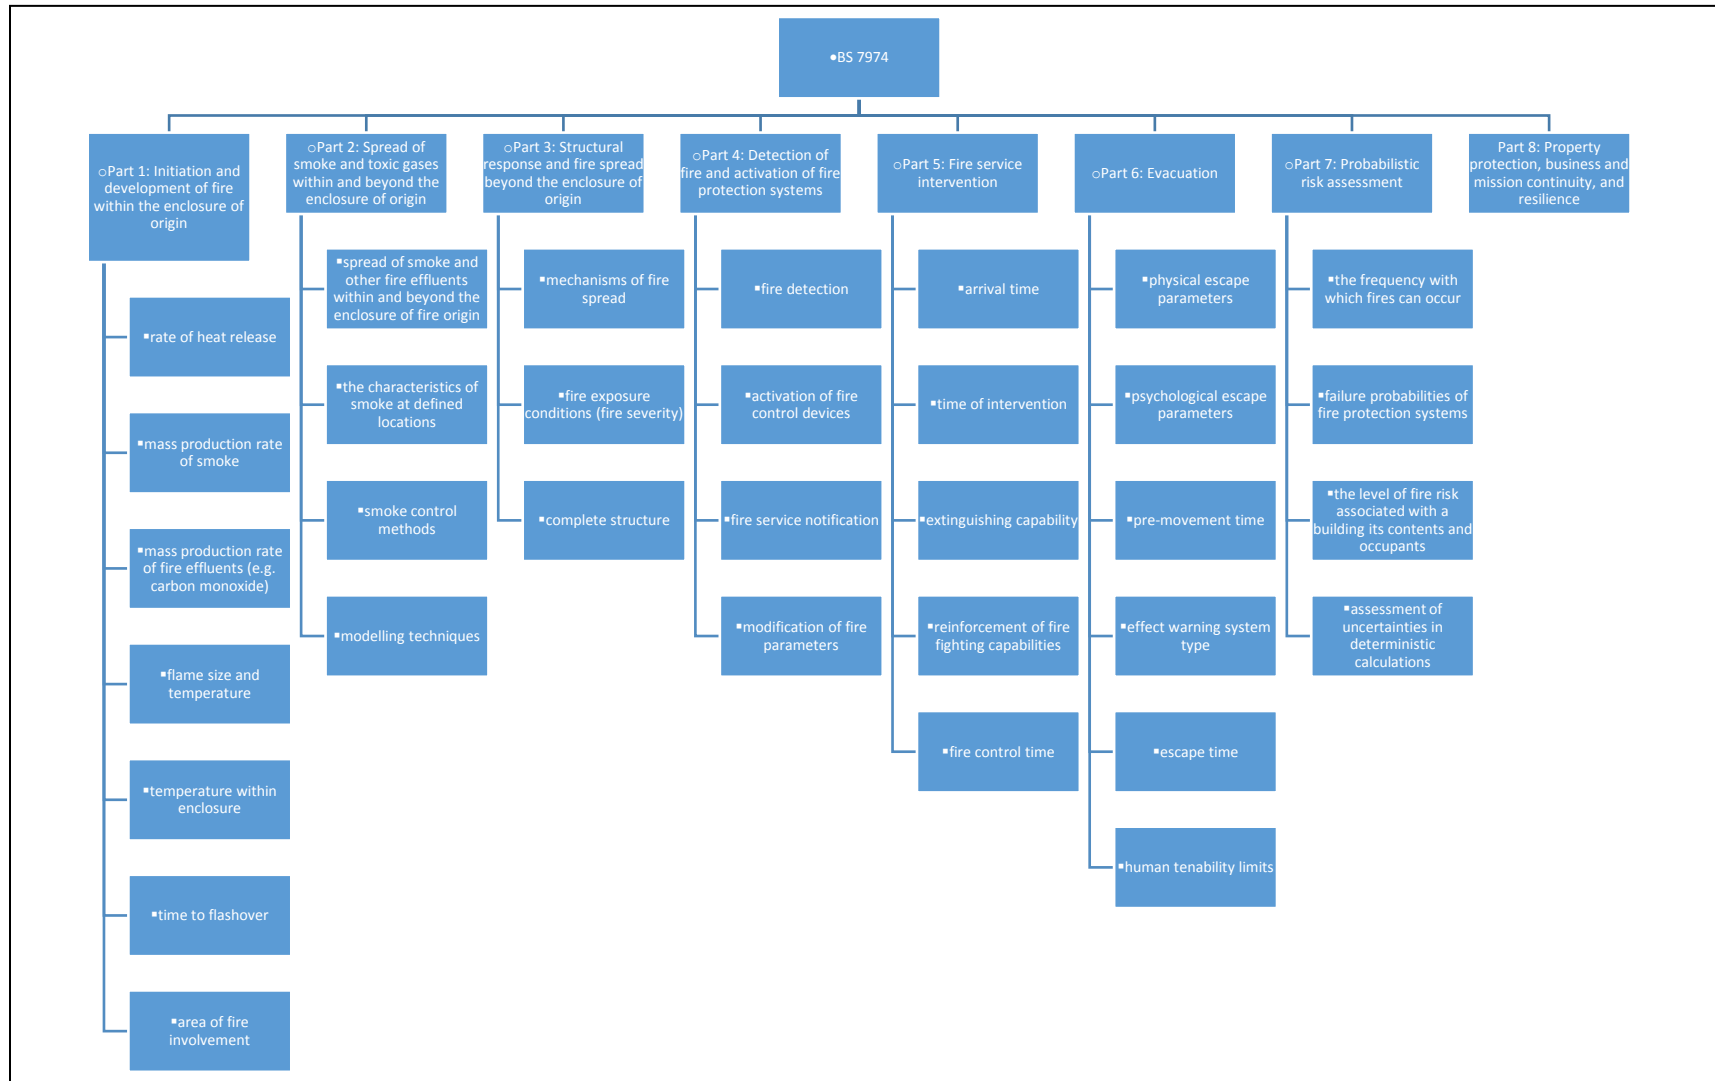 ●BS 7974
○Part 1: Initiation and
development of fire
within the enclosure of
origin
▪rate of heat release
▪mass production rate
of smoke
▪mass production rate
of fire effluents (e.g.
carbon monoxide)
▪flame size and
temperature
▪temperature within
enclosure
▪time to flashover
▪area of fire
involvement
○Part 2: Spread of
smoke and toxic gases
within and beyond the
enclosure of origin
▪spread of smoke and
other fire effluents
within and beyond the
enclosure of fire origin
▪the characteristics of
smoke at defined
locations
▪smoke control
methods
▪modelling techniques
○Part 3: Structural
response and fire spread
beyond the enclosure of
origin
▪mechanisms of fire
spread
▪fire exposure
conditions (fire severity)
▪complete structure
○Part 4: Detection of
fire and activation of fire
protection systems
▪fire detection
▪activation of fire
control devices
▪fire service notification
▪modification of fire
parameters
○Part 5: Fire service
intervention
▪arrival time
▪time of intervention
▪extinguishing capability
▪reinforcement of fire
fighting capabilities
▪fire control time
○Part 6: Evacuation
▪physical escape
parameters
▪psychological escape
parameters
▪pre-movement time
▪effect warning system
type
▪escape time
▪human tenability limits
○Part 7: Probabilistic
risk assessment
▪the frequency with
which fires can occur
▪failure probabilities of
fire protection systems
▪the level of fire risk
associated with a
building its contents and
occupants
▪assessment of
uncertainties in
deterministic
calculations
Part 8: Property
protection, business and
mission continuity, and
resilience